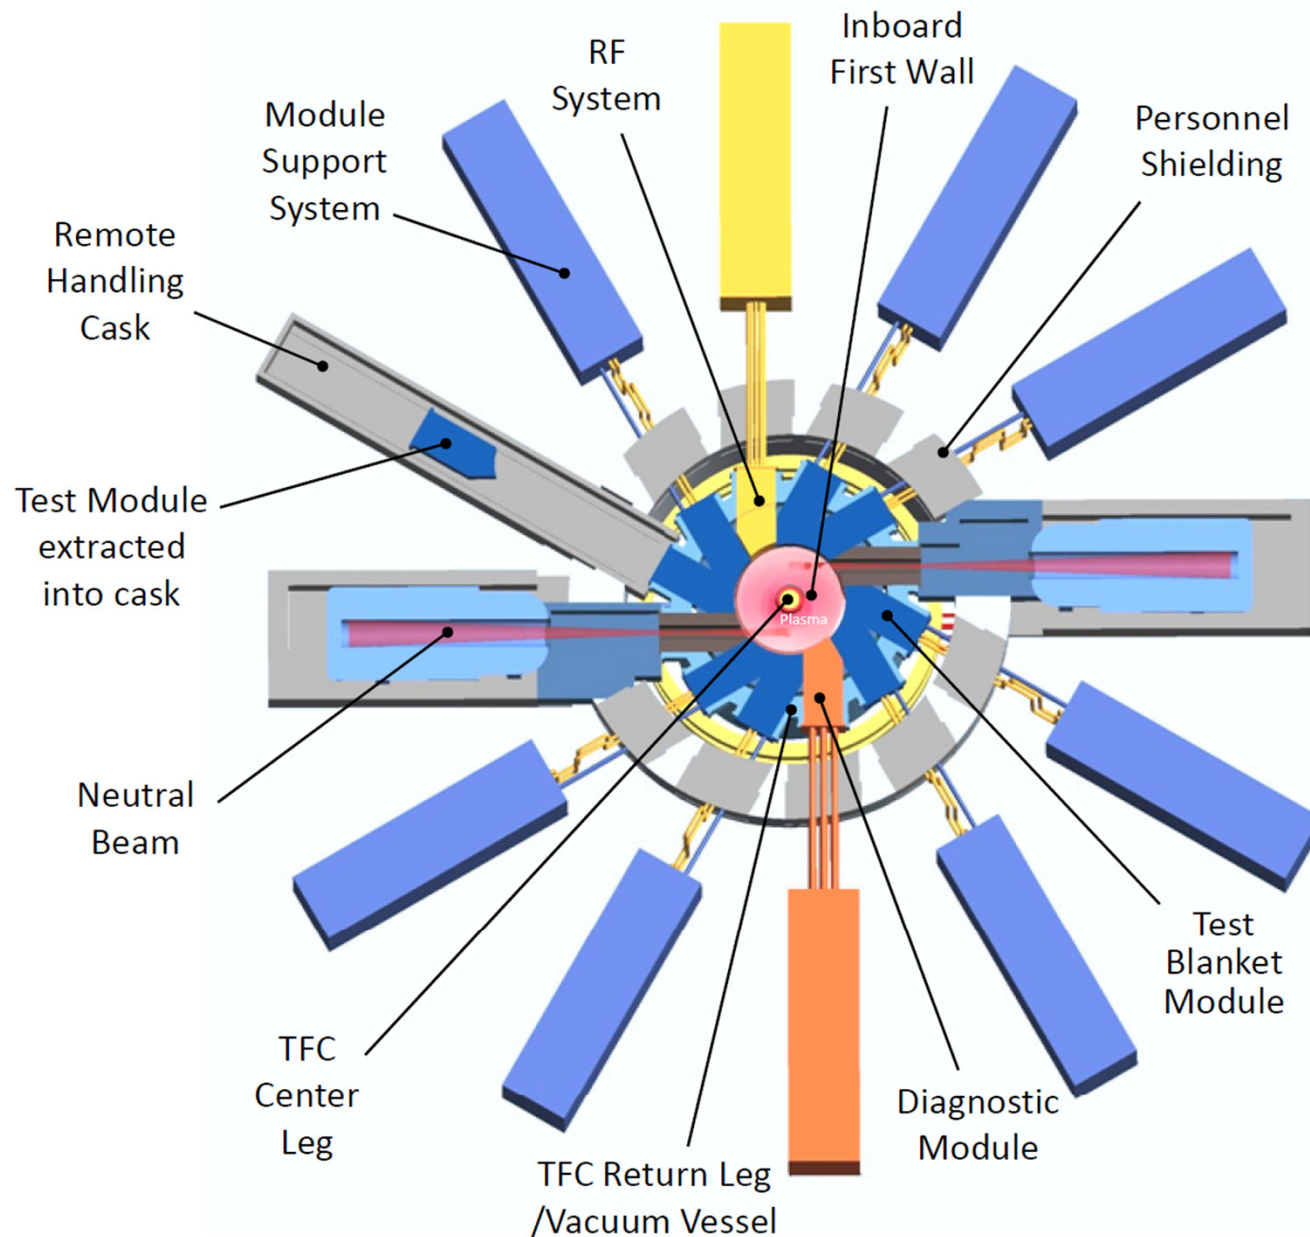 Inboard
First Wall
RF
System
Module
Support
System
Personnel
Shielding
Remote
Handling
Cask
Test Module
extracted
into cask
Plasma
Neutral
Beam
Test
Blanket
Module
TFC
Center
Leg
Diagnostic
Module
TFC Return Leg
/Vacuum Vessel